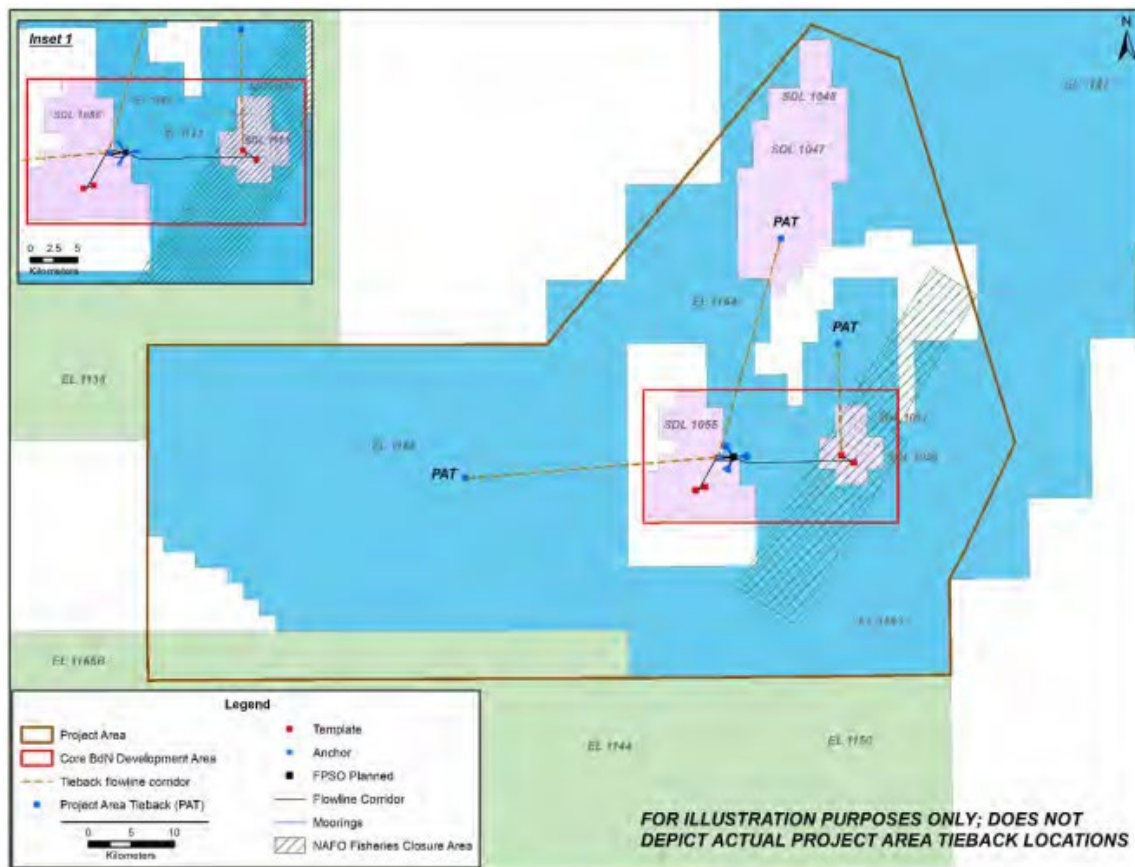 Inset 1
SDL 1055
0 2.5 5
Kilometers
N
SDL 1048
SDL 1047
PAT
PAT
EL 1135
SDL 1055
PAT
EL 1144
EL 1150
Legend
Project Area
Core BdN Development Area
Tieback flowline corridor
Project Area Tieback (PAT)
0 5 10
Kilometers
Template
Anchor
FPSO Planned
Flowline Corridor
Moorings
NAFO Fisheries Closure Area
FOR ILLUSTRATION PURPOSES ONLY; DOES NOT
DEPICT ACTUAL PROJECT AREA TIEBACK LOCATIONS